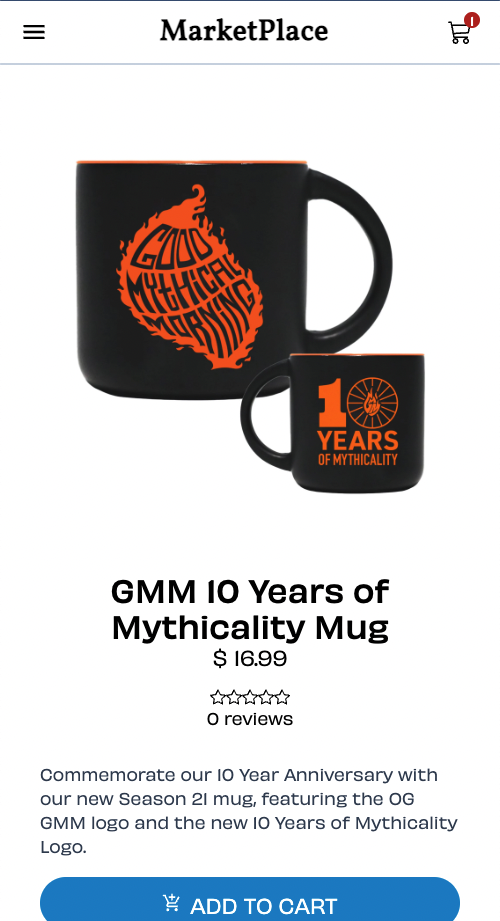 MarketPlace
1
GOOD
MYTHICAL
MORNING
10
YEARS
OF MYTHICALITY
GMM 10 Years of
Mythicality Mug
$ 16.99
0 reviews
Commemorate our 10 Year Anniversary with
our new Season 21 mug, featuring the OG
GMM logo and the new 10 Years of Mythicality
Logo.
ADD TO CART